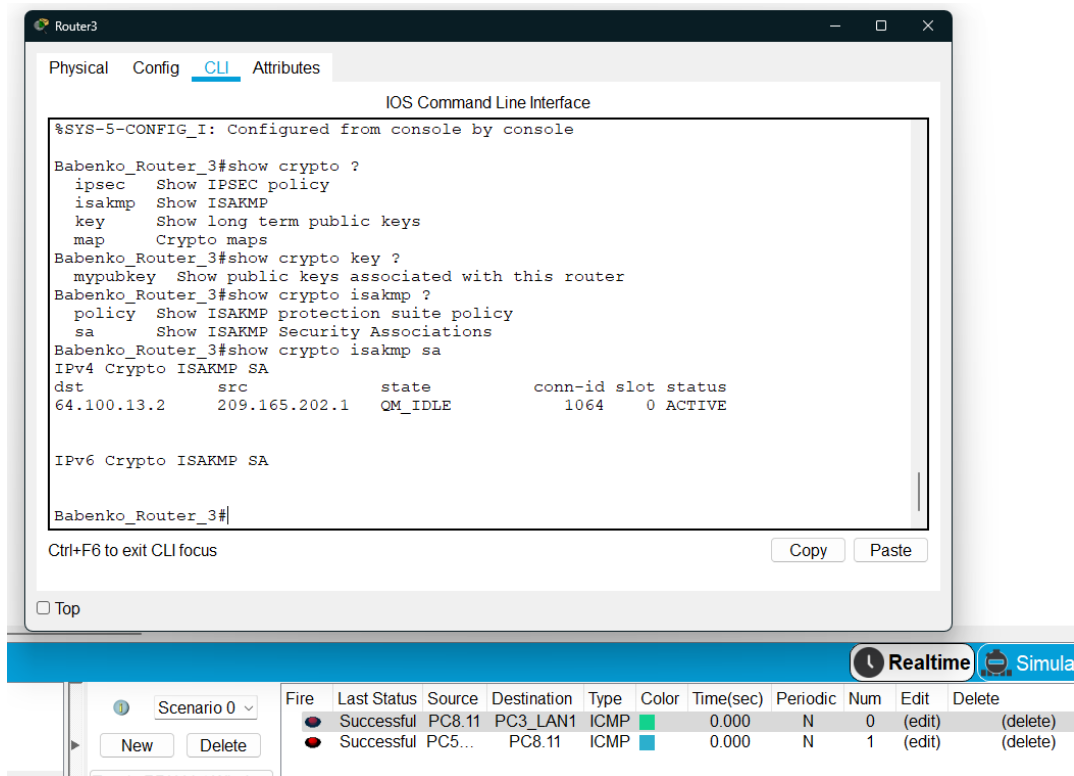 Router3
Physical Config CLI Attributes
IOS Command Line Interface
%SYS-5-CONFIG_I: Configured from console by console
Babenko_Router_3#show crypto ?
ipsec Show IPSEC policy
isakmp Show ISAKMP
key Show long term public keys
map Crypto maps
Babenko_Router_3#show crypto key ?
mypubkey Show public keys associated with this router
Babenko_Router_3#show crypto isakmp ?
policy Show ISAKMP protection suite policy
sa Show ISAKMP Security Associations
Babenko_Router_3#show crypto isakmp sa
IPv4 Crypto ISAKMP SA
dst src state conn-id slot status
64.100.13.2 209.165.202.1 QM_IDLE 1064 0 ACTIVE
IPv6 Crypto ISAKMP SA
Babenko_Router_3#
Ctrl+F6 to exit CLI focus Copy Paste
Top
Realtime Simula
Scenario 0
New Delete
Fire Last Status Source Destination Type Color Time(sec) Periodic Num Edit Delete
Successful PC8.11 PC3_LAN1 ICMP 0.000 N 0 (edit) (delete)
Successful PC5... PC8.11 ICMP 0.000 N 1 (edit) (delete)